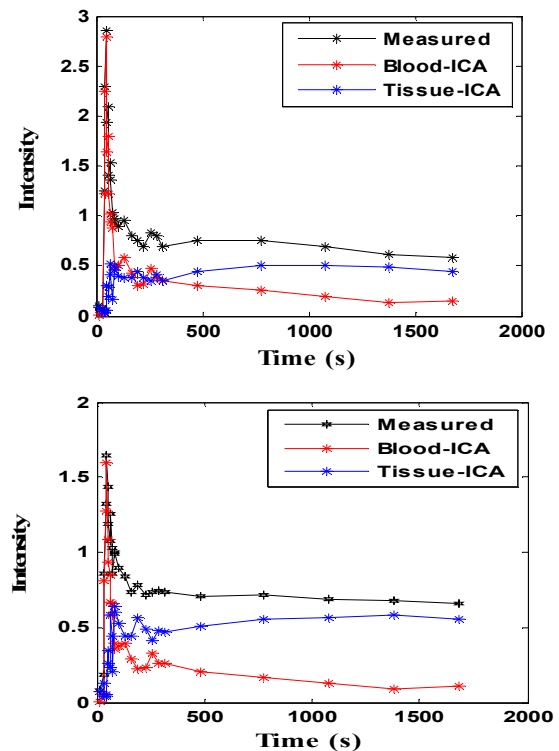 3
2.5
2
1.5
1
0.5
0
Intensity
Measured
Blood-ICA
Tissue-ICA
0 500 1000 1500 2000
Time (s)
2
1.5
1
0.5
0
Intensity
Measured
Blood-ICA
Tissue-ICA
0 500 1000 1500 2000
Time (s)